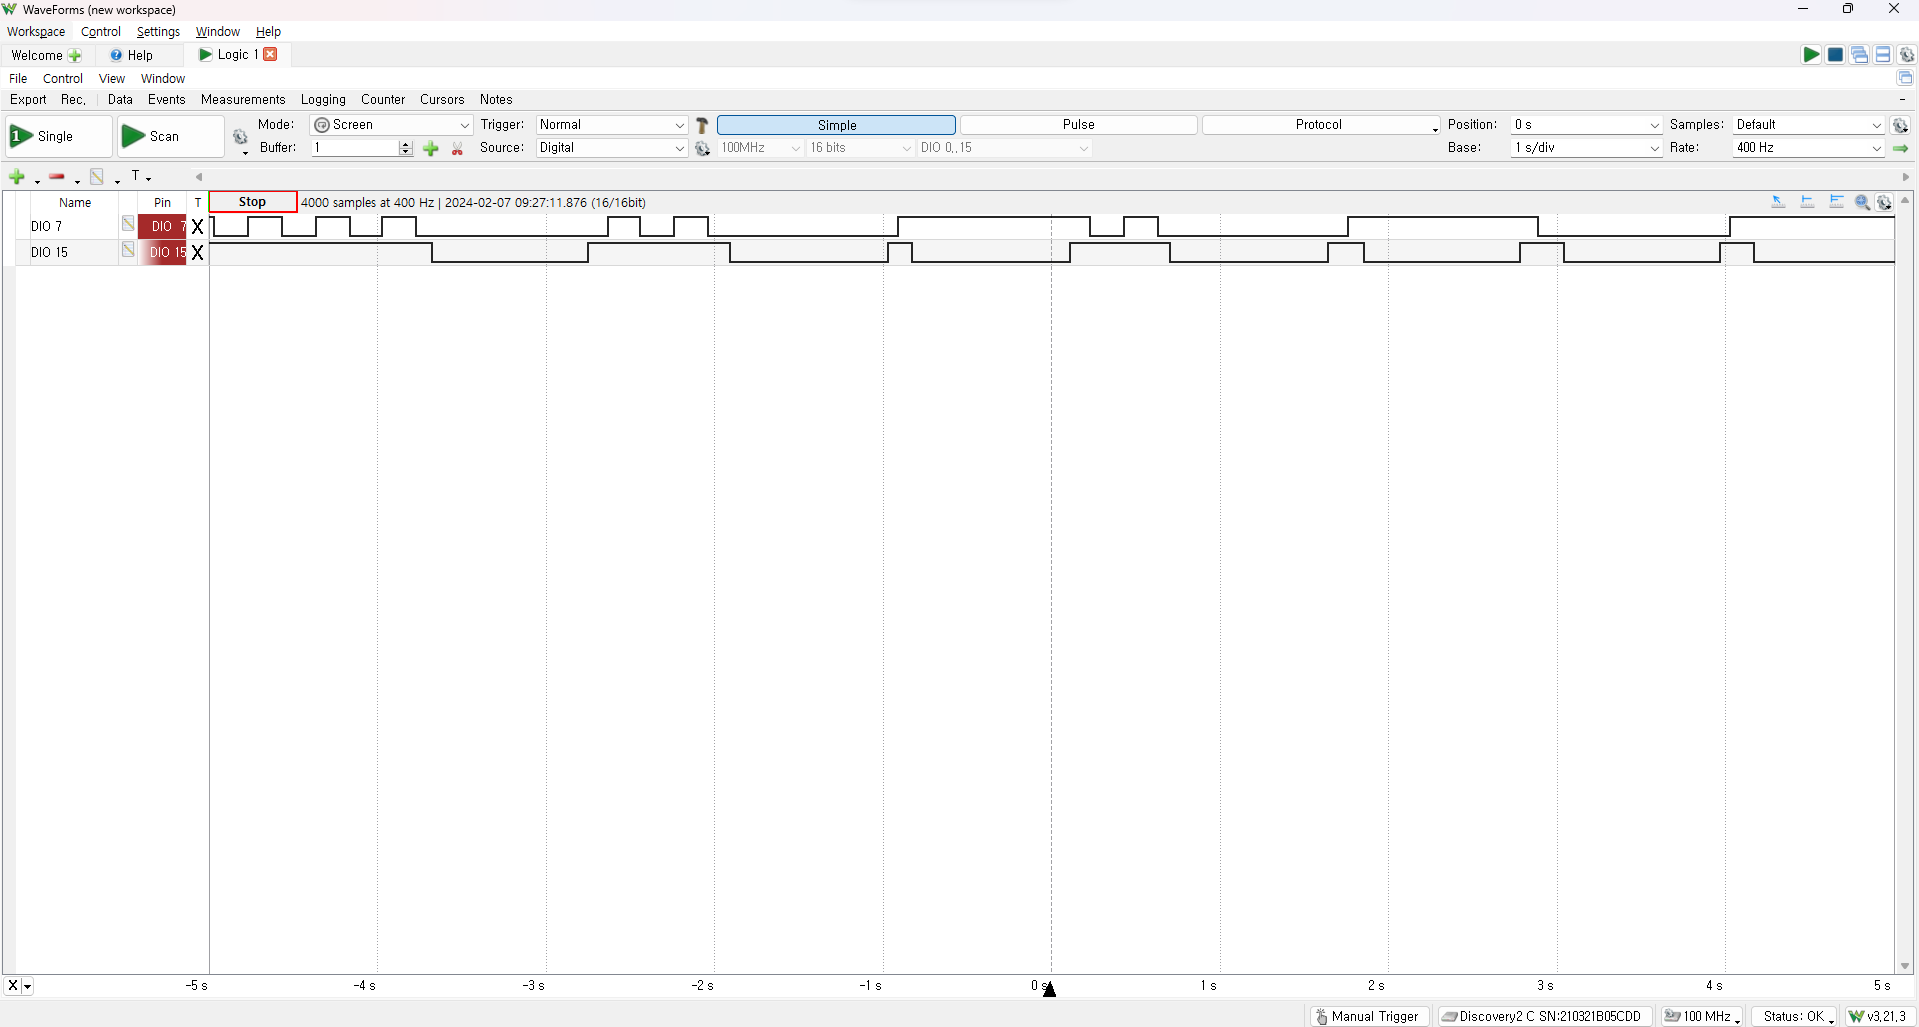 WaveForms (new workspace)
Workspace Control Settings Window Help
Welcome Help Logic 1
File Control View Window
Export Rec. Data Events Measurements Logging Counter Cursors Notes
1 Single Scan Mode: Screen Trigger: Normal Simple Pulse Protocol Position: 0 s Samples: Default
Buffer: 1 Source: Digital 100MHz 16 bits DIO 0..15 Base: 1 s/div Rate: 400 Hz
T
Name Pin T Stop 4000 samples at 400 Hz | 2024-02-07 09:27:11.876 (16/16bit)
DIO 7 DIO 7 X
DIO 15 DIO 15 X
X -5 s -4 s -3 s -2 s -1 s 0 s 1 s 2 s 3 s 4 s 5 s
Manual Trigger Discovery2 C SN:210321B05CDD 100 MHz Status: OK v3.21.3